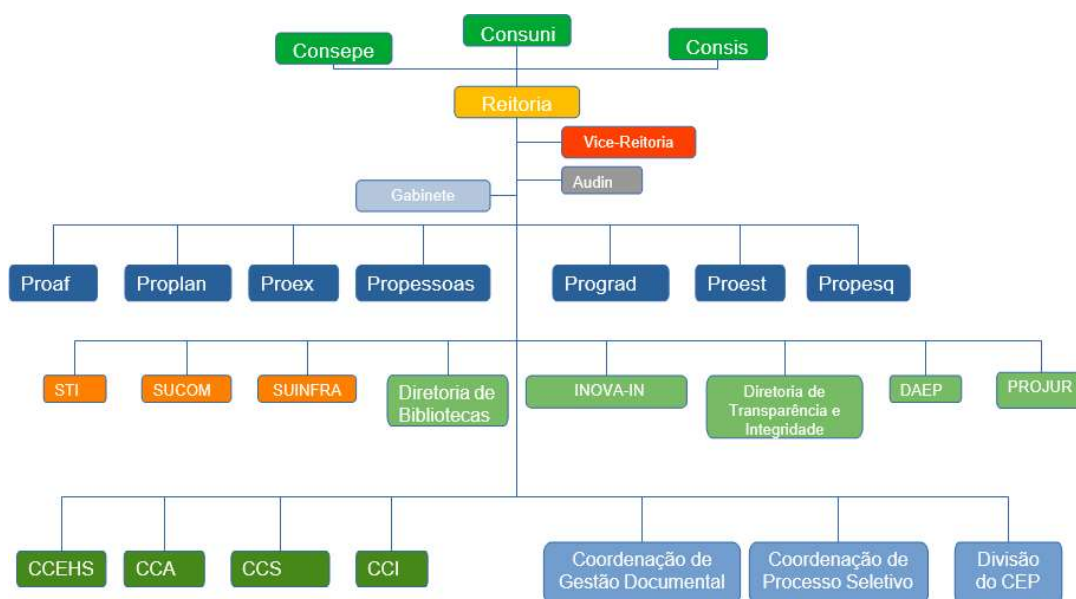 Consepe
Consuni
Consis
Reitoria
Vice-Reitoria
Audin
Gabinete
Proaf
Proplan
Proex
Propessoas
Prograd
Proest
Propesq
STI
SUCOM
SUINFRA
Diretoria de
Bibliotecas
INOVA-IN
Diretoria de
Transparência e
Integridade
DAEP
PROJUR
CCEHS
CCA
CCS
CCI
Coordenação de
Gestão Documental
Coordenação de
Processo Seletivo
Divisão
do CEP